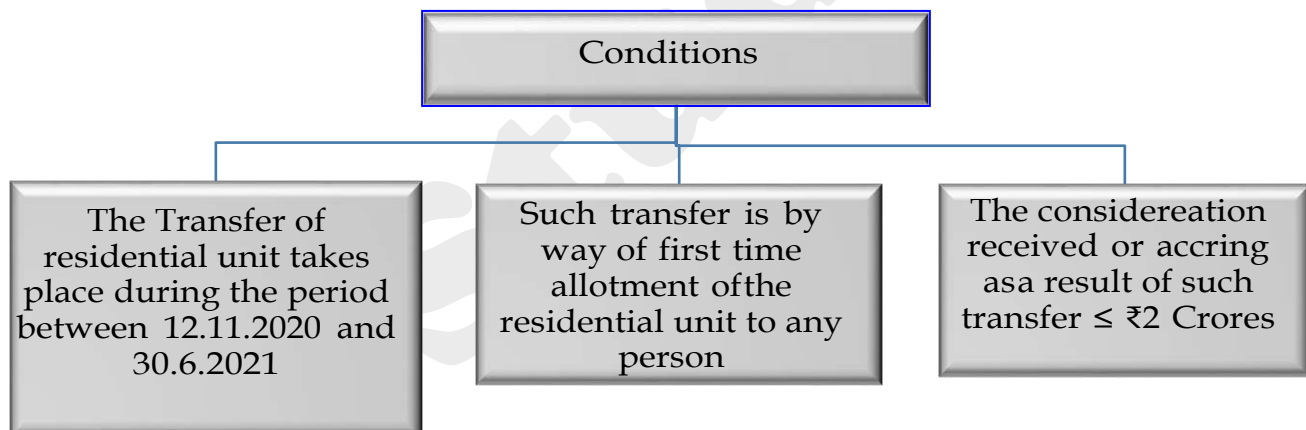 Conditions
The Transfer of
residential unit takes
place during the period
between 12.11.2020 and
30.6.2021
Such transfer is by
way of first time
allotment ofthe
residential unit to any
person
The considereation
received or accring
asa result of such
transfer ≤ ₹2 Crores